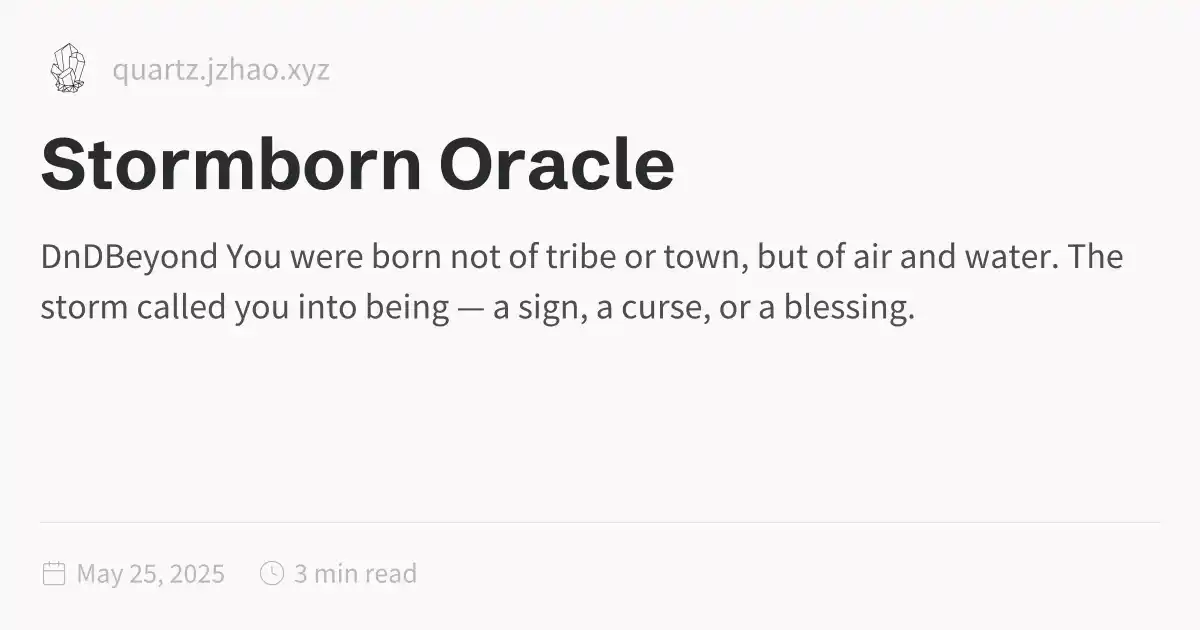 quartz.jzhao.xyz
Stormborn Oracle
DnDBeyond You were born not of tribe or town, but of air and water. The
storm called you into being — a sign, a curse, or a blessing.
May 25, 2025 3 min read